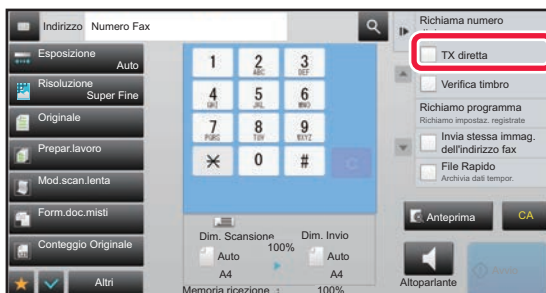 Indirizzo Numero Fax
Esposizione
Auto
Risoluzione
Super Fine
Originale
Prepar.lavoro
Mod.scan.lenta
Form.doc.misti
Conteggio Originale
Altri
1
2
ABC
3
DEF
4
GHI
5
JKL
6
MNO
7
PQRS
8
TUV
9
WXYZ
0
#
C
Dim. Scansione
Dim. Invio
100%
Auto
Auto
A4
A4
Memoria ricezione :
100%
Richiama numero
TX diretta
Verifica timbro
Richiamo programma
Richiamo impostaz. registrate
Invia stessa immag.
dell'indirizzo fax
File Rapido
Archivia dati tempor.
Anteprima
CA
Altoparlante